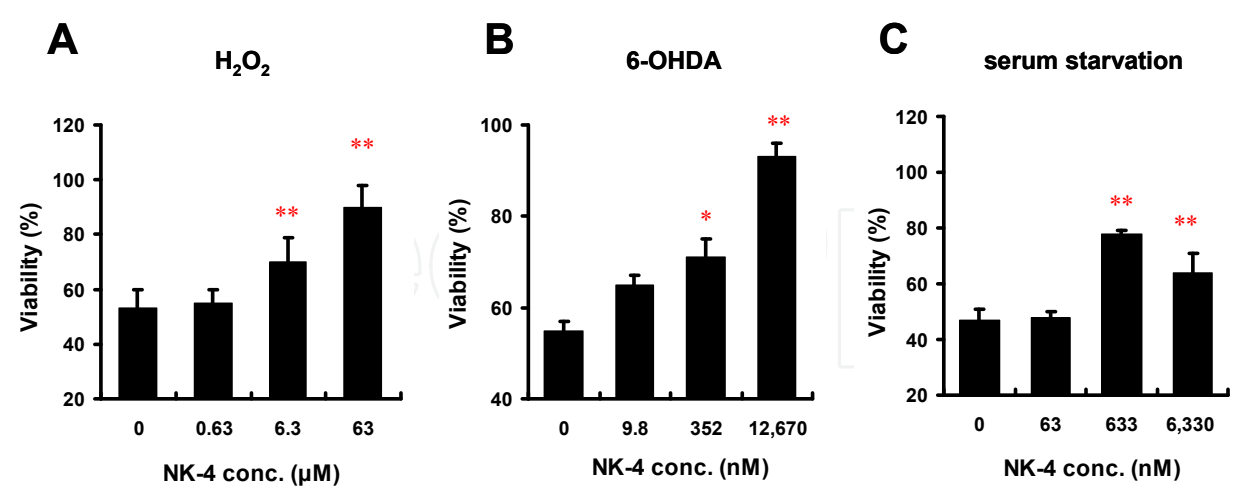 A
H₂O₂
120
100
80
60
40
20
Viability (%)
**
**
0 0.63 6.3 63
NK-4 conc. (µM)
B
6-OHDA
100
80
60
40
Viability (%)
*
**
0 9.8 352 12,670
NK-4 conc. (nM)
C
serum starvation
120
100
80
60
40
20
Viability (%)
**
**
0 63 633 6,330
NK-4 conc. (nM)